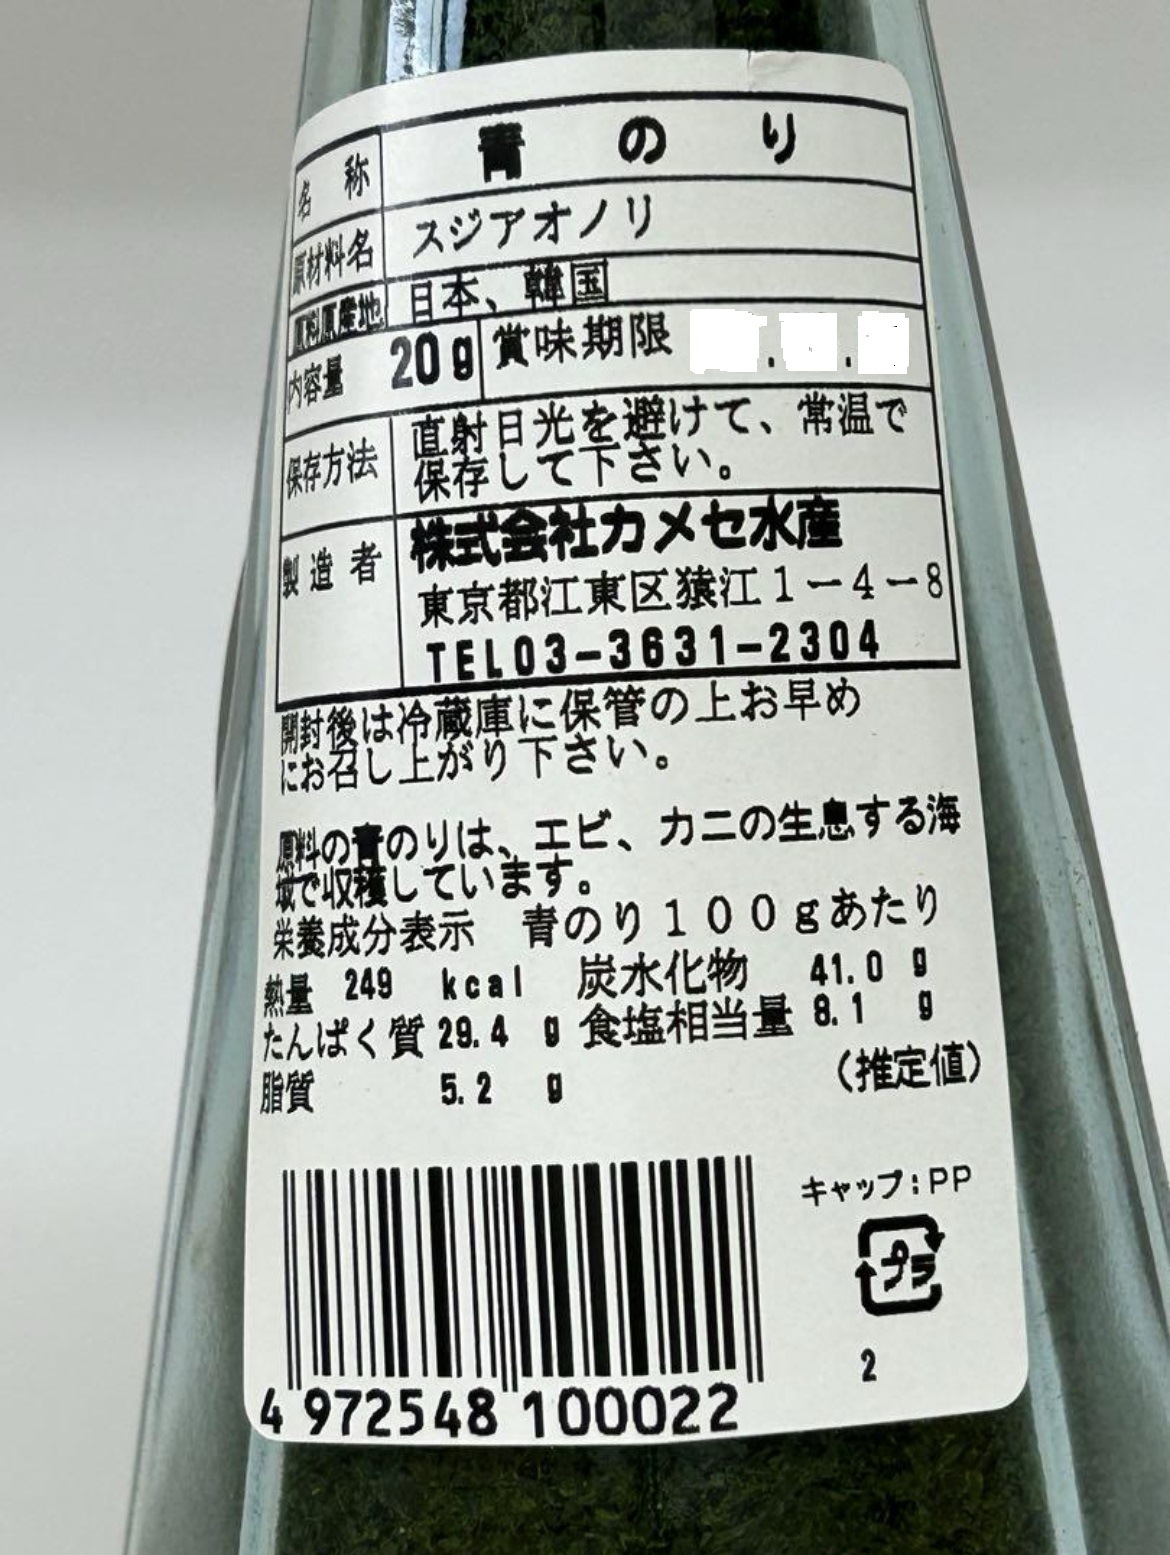 名 称 青 の り
原材料名 スジアオノリ
原料原産地 日本、韓国
内容量 20g 賞味期限 . .
保存方法 直射日光を避けて、常温で
保存して下さい。
製 造 者 株式会社カメセ水産
東京都江東区猿江1ー4ー8
TEL03-3631-2304
開封後は冷蔵庫に保管の上お早め
にお召し上がり下さい。
原料の青のりは、エビ、カニの生息する海
域で収穫しています。
栄養成分表示 青のり100gあたり
熱量 249 kcal 炭水化物 41.0 g
たんぱく質 29.4 g 食塩相当量 8.1 g
脂質 5.2 g (推定値)
キャップ:PP
プラ
2
4 972548 100022